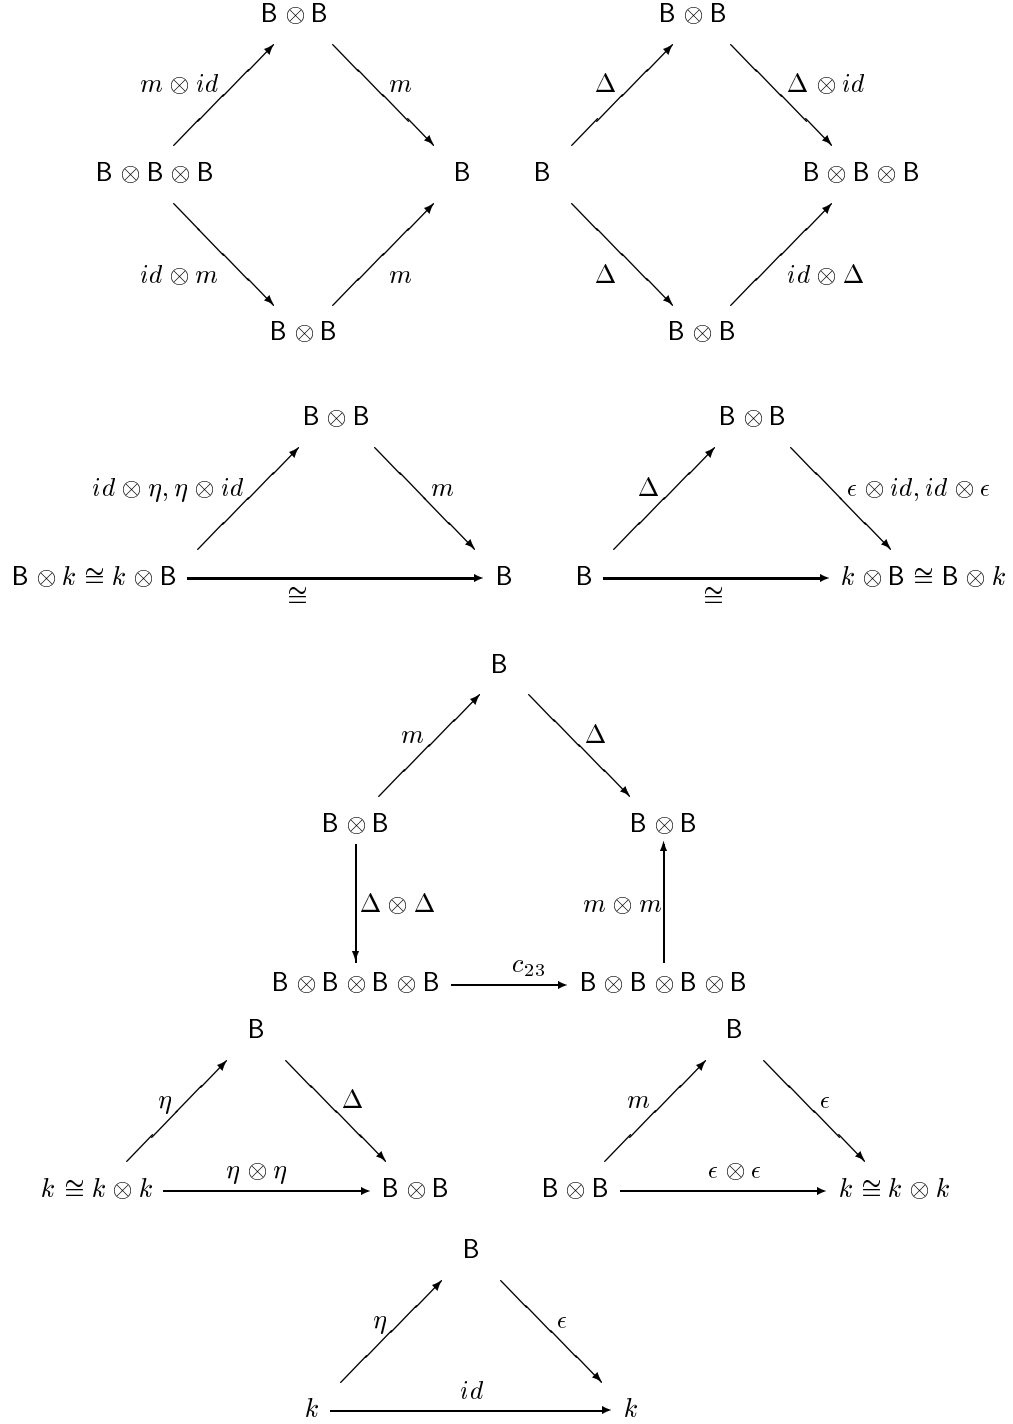 B ⊗ B B ⊗ B
m ⊗ id m Δ Δ ⊗ id
B ⊗ B ⊗ B B B B ⊗ B ⊗ B
id ⊗ m m Δ id ⊗ Δ
B ⊗ B B ⊗ B
B ⊗ B B ⊗ B
id ⊗ η, η ⊗ id m Δ ϵ ⊗ id, id ⊗ ϵ
B ⊗ k ≅ k ⊗ B B B k ⊗ B ≅ B ⊗ k
≅ ≅
B
m Δ
B ⊗ B B ⊗ B
Δ ⊗ Δ m ⊗ m
c₂₃
B ⊗ B ⊗ B ⊗ B B ⊗ B ⊗ B ⊗ B
B B
η Δ m ϵ
η ⊗ η ϵ ⊗ ϵ
k ≅ k ⊗ k B ⊗ B B ⊗ B k ≅ k ⊗ k
B
η ϵ
id
k k